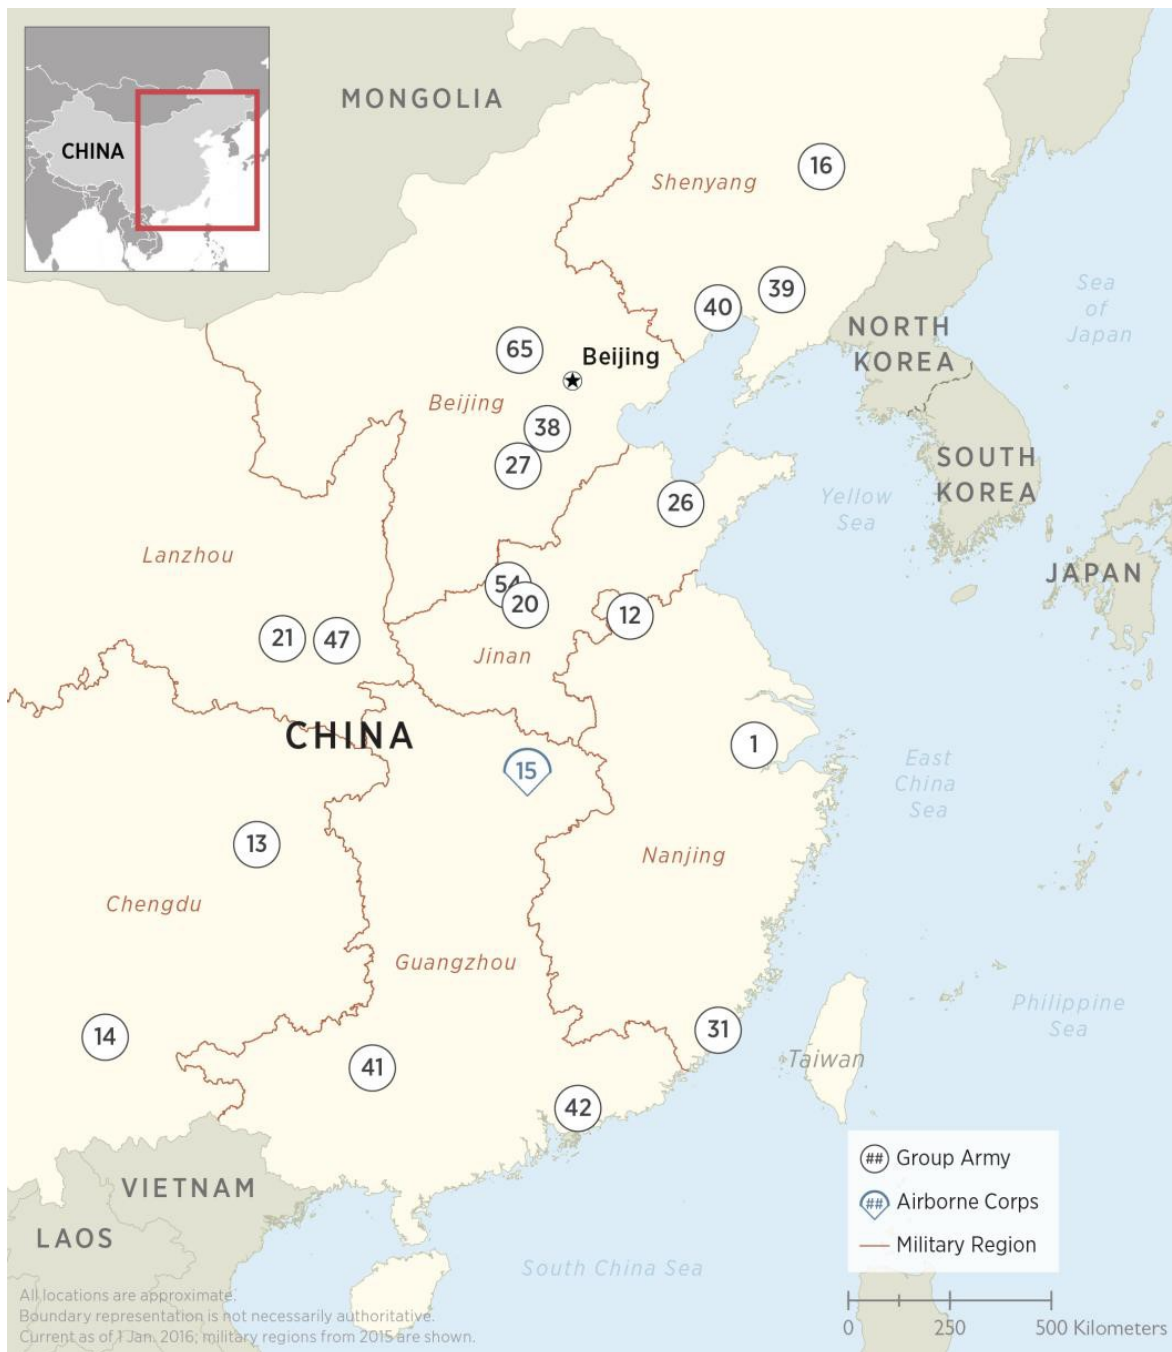 CHINA
MONGOLIA
16
Shenyang
39
40
Sea
of
Japan
NORTH
KOREA
65
Beijing
Beijing
38
27
SOUTH
KOREA
26
Yellow
Sea
Lanzhou
JAPAN
54
20
12
21
47
Jinan
CHINA
1
15
East
China
Sea
13
Nanjing
Chengdu
Guangzhou
Philippine
Sea
14
31
41
Taiwan
42
VIETNAM
LAOS
South China Sea
## Group Army
## Airborne Corps
Military Region
All locations are approximate.
Boundary representation is not necessarily authoritative.
Current as of 1 Jan. 2016; military regions from 2015 are shown.
0 250 500 Kilometers